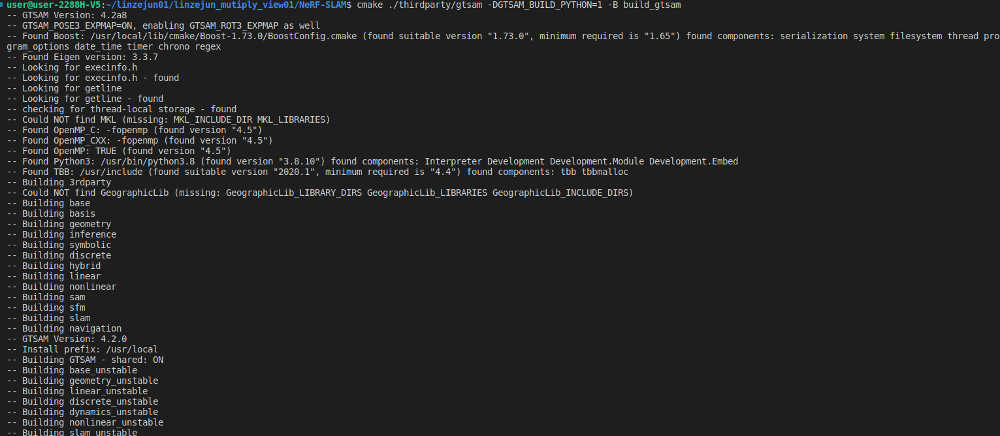 user@user-2288H-V5:~/linzejun01/linzejun_mutiply_view01/NeRF-SLAM$ cmake ./thirdparty/gtsam -DGTSAM_BUILD_PYTHON=1 -B build_gtsam
-- GTSAM Version: 4.2a8
-- GTSAM_POSE3_EXPMAP=ON, enabling GTSAM_ROT3_EXPMAP as well
-- Found Boost: /usr/local/lib/cmake/Boost-1.73.0/BoostConfig.cmake (found suitable version "1.73.0", minimum required is "1.65") found components: serialization system filesystem thread pro
gram_options date_time timer chrono regex
-- Found Eigen version: 3.3.7
-- Looking for execinfo.h
-- Looking for execinfo.h - found
-- Looking for getline
-- Looking for getline - found
-- checking for thread-local storage - found
-- Could NOT find MKL (missing: MKL_INCLUDE_DIR MKL_LIBRARIES)
-- Found OpenMP_C: -fopenmp (found version "4.5")
-- Found OpenMP_CXX: -fopenmp (found version "4.5")
-- Found OpenMP: TRUE (found version "4.5")
-- Found Python3: /usr/bin/python3.8 (found version "3.8.10") found components: Interpreter Development Development.Module Development.Embed
-- Found TBB: /usr/include (found suitable version "2020.1", minimum required is "4.4") found components: tbb tbbmalloc
-- Building 3rdparty
-- Could NOT find GeographicLib (missing: GeographicLib_LIBRARY_DIRS GeographicLib_LIBRARIES GeographicLib_INCLUDE_DIRS)
-- Building base
-- Building basis
-- Building geometry
-- Building inference
-- Building symbolic
-- Building discrete
-- Building hybrid
-- Building linear
-- Building nonlinear
-- Building sam
-- Building sfm
-- Building slam
-- Building navigation
-- GTSAM Version: 4.2.0
-- Install prefix: /usr/local
-- Building GTSAM - shared: ON
-- Building base_unstable
-- Building geometry_unstable
-- Building linear_unstable
-- Building discrete_unstable
-- Building dynamics_unstable
-- Building nonlinear_unstable
-- Building slam_unstable